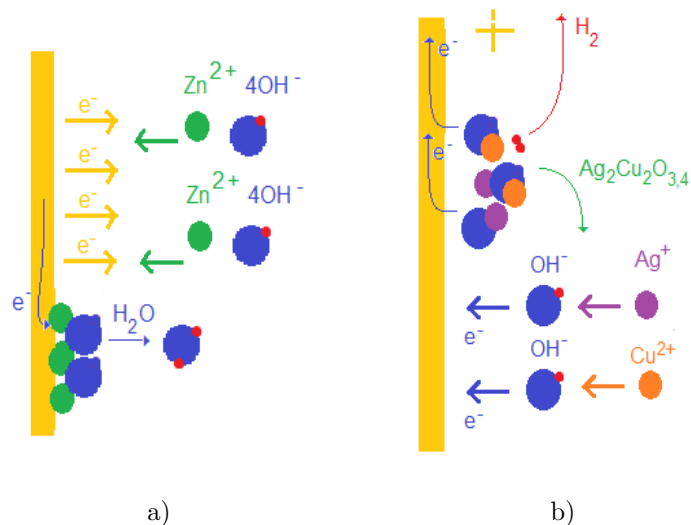 Zn²⁺ 4OH⁻
e⁻
e⁻
Zn²⁺ 4OH⁻
e⁻
e⁻
e⁻
H₂O
a)
e⁻
H₂
e⁻
Ag₂Cu₂O₃,₄
OH⁻
Ag⁺
e⁻
OH⁻
Cu²⁺
e⁻
b)